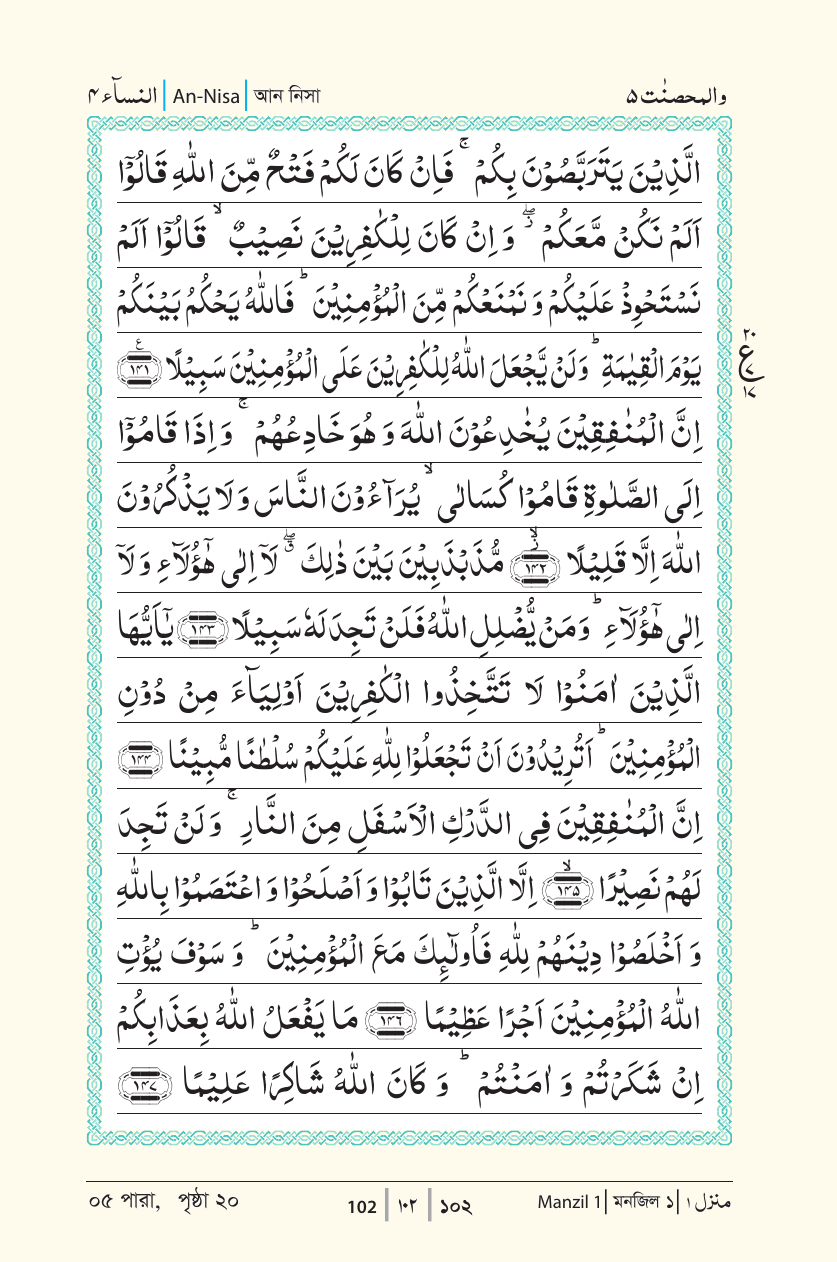 النسآء ۴ | An-Nisa | আন নিসা والمحصنٰت ۵
الَّذِيۡنَ يَتَرَبَّصُوۡنَ بِكُمۡ ۚ فَاِنۡ كَانَ لَكُمۡ فَتۡحٌ مِّنَ اللّٰهِ قَالُوۡۤا
اَلَمۡ نَكُنۡ مَّعَكُمۡ ۖ٘ وَ اِنۡ كَانَ لِلۡكٰفِرِيۡنَ نَصِيۡبٌ ۙ قَالُوۡۤا اَلَمۡ
نَسۡتَحۡوِذۡ عَلَيۡكُمۡ وَ نَمۡنَعۡكُمۡ مِّنَ الۡمُؤۡمِنِيۡنَ ؕ فَاللّٰهُ يَحۡكُمُ بَيۡنَكُمۡ
يَوۡمَ الۡقِيٰمَةِ ؕ وَلَنۡ يَّجۡعَلَ اللّٰهُ لِلۡكٰفِرِيۡنَ عَلَى الۡمُؤۡمِنِيۡنَ سَبِيۡلًا ﴿۱۴۱﴾ ع
۲۰
ع ۷
۱۷
اِنَّ الۡمُنٰفِقِيۡنَ يُخٰدِعُوۡنَ اللّٰهَ وَ هُوَ خَادِعُهُمۡ ۚ وَ اِذَا قَامُوۡۤا
اِلَى الصَّلٰوةِ قَامُوۡا كُسَالٰى ۙ يُرَآءُوۡنَ النَّاسَ وَ لَا يَذۡكُرُوۡنَ
اللّٰهَ اِلَّا قَلِيۡلًا ﴿۱۴۲﴾ ۙ۫ مُّذَبۡذَبِيۡنَ بَيۡنَ ذٰلِكَ ۖق لَاۤ اِلٰى هٰٓؤُلَآءِ وَ لَاۤ
اِلٰى هٰٓؤُلَآءِ ؕ وَ مَنۡ يُّضۡلِلِ اللّٰهُ فَلَنۡ تَجِدَ لَهٗ سَبِيۡلًا ﴿۱۴۳﴾ يٰۤاَيُّهَا
الَّذِيۡنَ اٰمَنُوۡا لَا تَتَّخِذُوا الۡكٰفِرِيۡنَ اَوۡلِيَآءَ مِنۡ دُوۡنِ
الۡمُؤۡمِنِيۡنَ ؕ اَتُرِيۡدُوۡنَ اَنۡ تَجۡعَلُوۡا لِلّٰهِ عَلَيۡكُمۡ سُلۡطٰنًا مُّبِيۡنًا ﴿۱۴۴﴾
اِنَّ الۡمُنٰفِقِيۡنَ فِى الدَّرۡكِ الۡاَسۡفَلِ مِنَ النَّارِ ۚ وَ لَنۡ تَجِدَ
لَهُمۡ نَصِيۡرًا ﴿۱۴۵﴾ ۙ اِلَّا الَّذِيۡنَ تَابُوۡا وَ اَصۡلَحُوۡا وَ اعۡتَصَمُوۡا بِاللّٰهِ
وَ اَخۡلَصُوۡا دِيۡنَهُمۡ لِلّٰهِ فَاُولٰٓئِكَ مَعَ الۡمُؤۡمِنِيۡنَ ؕ وَ سَوۡفَ يُؤۡتِ
اللّٰهُ الۡمُؤۡمِنِيۡنَ اَجۡرًا عَظِيۡمًا ﴿۱۴۶﴾ مَا يَفۡعَلُ اللّٰهُ بِعَذَابِكُمۡ
اِنۡ شَكَرۡتُمۡ وَ اٰمَنۡتُمۡ ؕ وَ كَانَ اللّٰهُ شَاكِرًا عَلِيۡمًا ﴿۱۴۷﴾
০৫ পারা, পৃষ্ঠা ২০ 102 | ۱۰۲ | ১০২ Manzil 1 | মনজিল ১ | منزل ۱